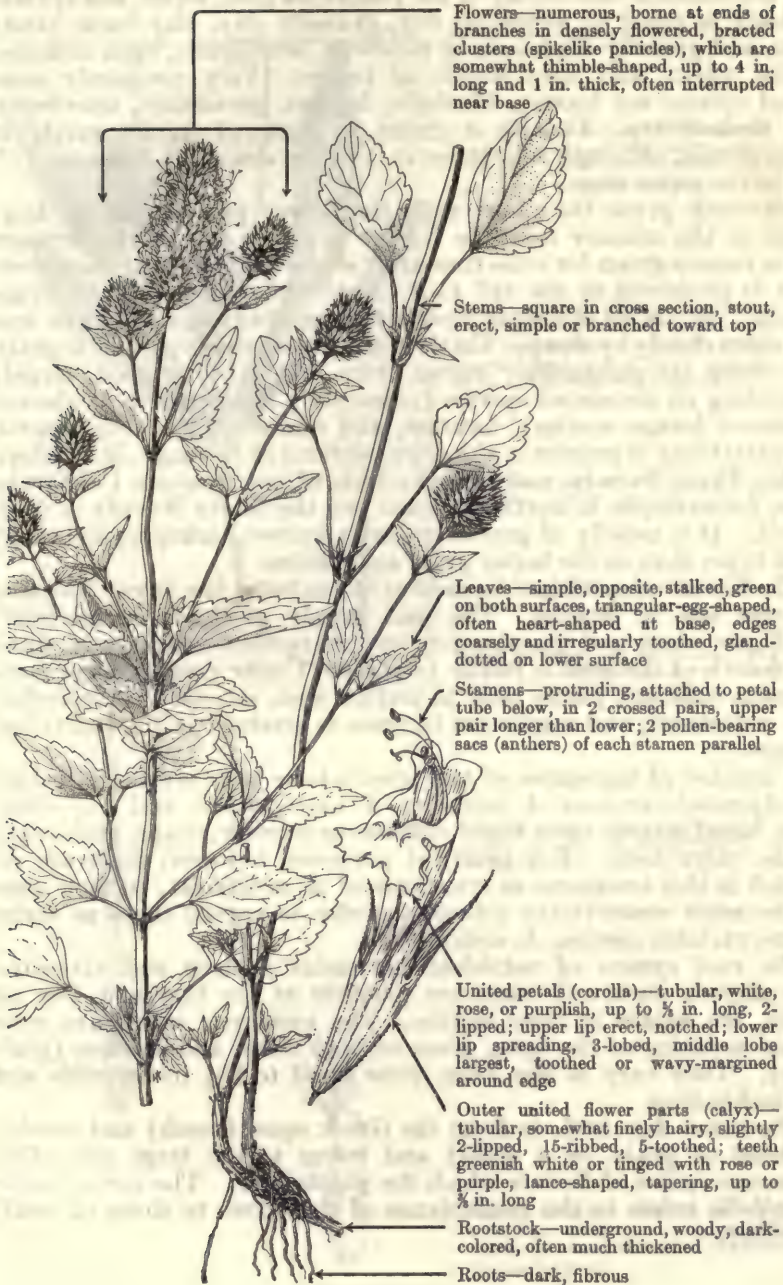 Flowers—numerous, borne at ends of
branches in densely flowered, bracted
clusters (spikelike panicles), which are
somewhat thimble-shaped, up to 4 in.
long and 1 in. thick, often interrupted
near base
Stems—square in cross section, stout,
erect, simple or branched toward top
Leaves—simple, opposite, stalked, green
on both surfaces, triangular-egg-shaped,
often heart-shaped at base, edges
coarsely and irregularly toothed, gland-
dotted on lower surface
Stamens—protruding, attached to petal
tube below, in 2 crossed pairs, upper
pair longer than lower; 2 pollen-bearing
sacs (anthers) of each stamen parallel
United petals (corolla)—tubular, white,
rose, or purplish, up to in. long, 2-
lipped; upper lip erect, notched; lower
lip spreading, 3-lobed, middle lobe
largest, toothed or wavy-margined
around edge
Outer united flower parts (calyx)—
tubular, somewhat finely hairy, slightly
2-lipped, 15-ribbed, 5-toothed; teeth
greenish white or tinged with rose or
purple, lance-shaped, tapering, up to
in. long
Rootstock—underground, woody, dark-
colored, often much thickened
Roots—dark, fibrous